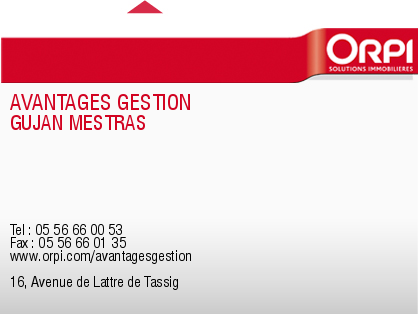 ORPI
SOLUTIONS IMMOBILIÈRES
AVANTAGES GESTION
GUJAN MESTRAS
Tel : 05 56 66 00 53
Fax : 05 56 66 01 35
www.orpi.com/avantagesgestion
16, Avenue de Lattre de Tassig